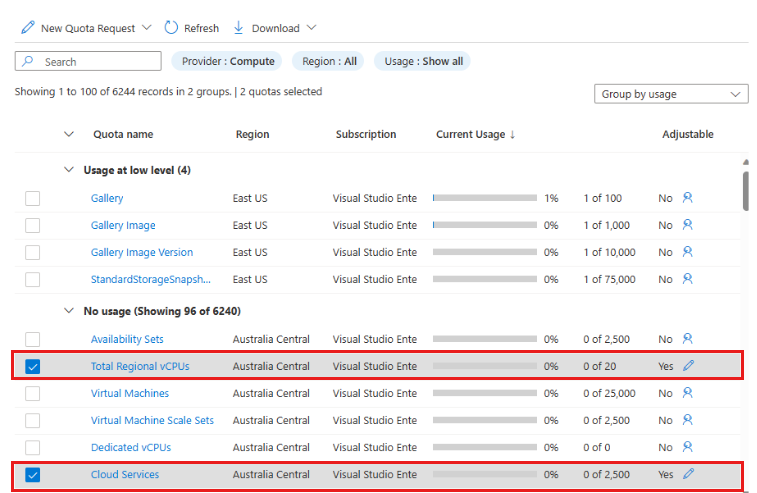 New Quota Request Refresh Download
Search Provider : Compute Region : All Usage : Show all
Showing 1 to 100 of 6244 records in 2 groups. | 2 quotas selected
Group by usage
Quota name Region Subscription Current Usage ↓ Adjustable
Usage at low level (4)
Gallery East US Visual Studio Ente 1% 1 of 100 No
Gallery Image East US Visual Studio Ente 0% 1 of 1,000 No
Gallery Image Version East US Visual Studio Ente 0% 1 of 10,000 No
StandardStorageSnapsh... East US Visual Studio Ente 0% 1 of 75,000 No
No usage (Showing 96 of 6240)
Availability Sets Australia Central Visual Studio Ente 0% 0 of 2,500 No
Total Regional vCPUs Australia Central Visual Studio Ente 0% 0 of 20 Yes
Virtual Machines Australia Central Visual Studio Ente 0% 0 of 25,000 No
Virtual Machine Scale Sets Australia Central Visual Studio Ente 0% 0 of 2,500 No
Dedicated vCPUs Australia Central Visual Studio Ente 0% 0 of 0 No
Cloud Services Australia Central Visual Studio Ente 0% 0 of 2,500 Yes